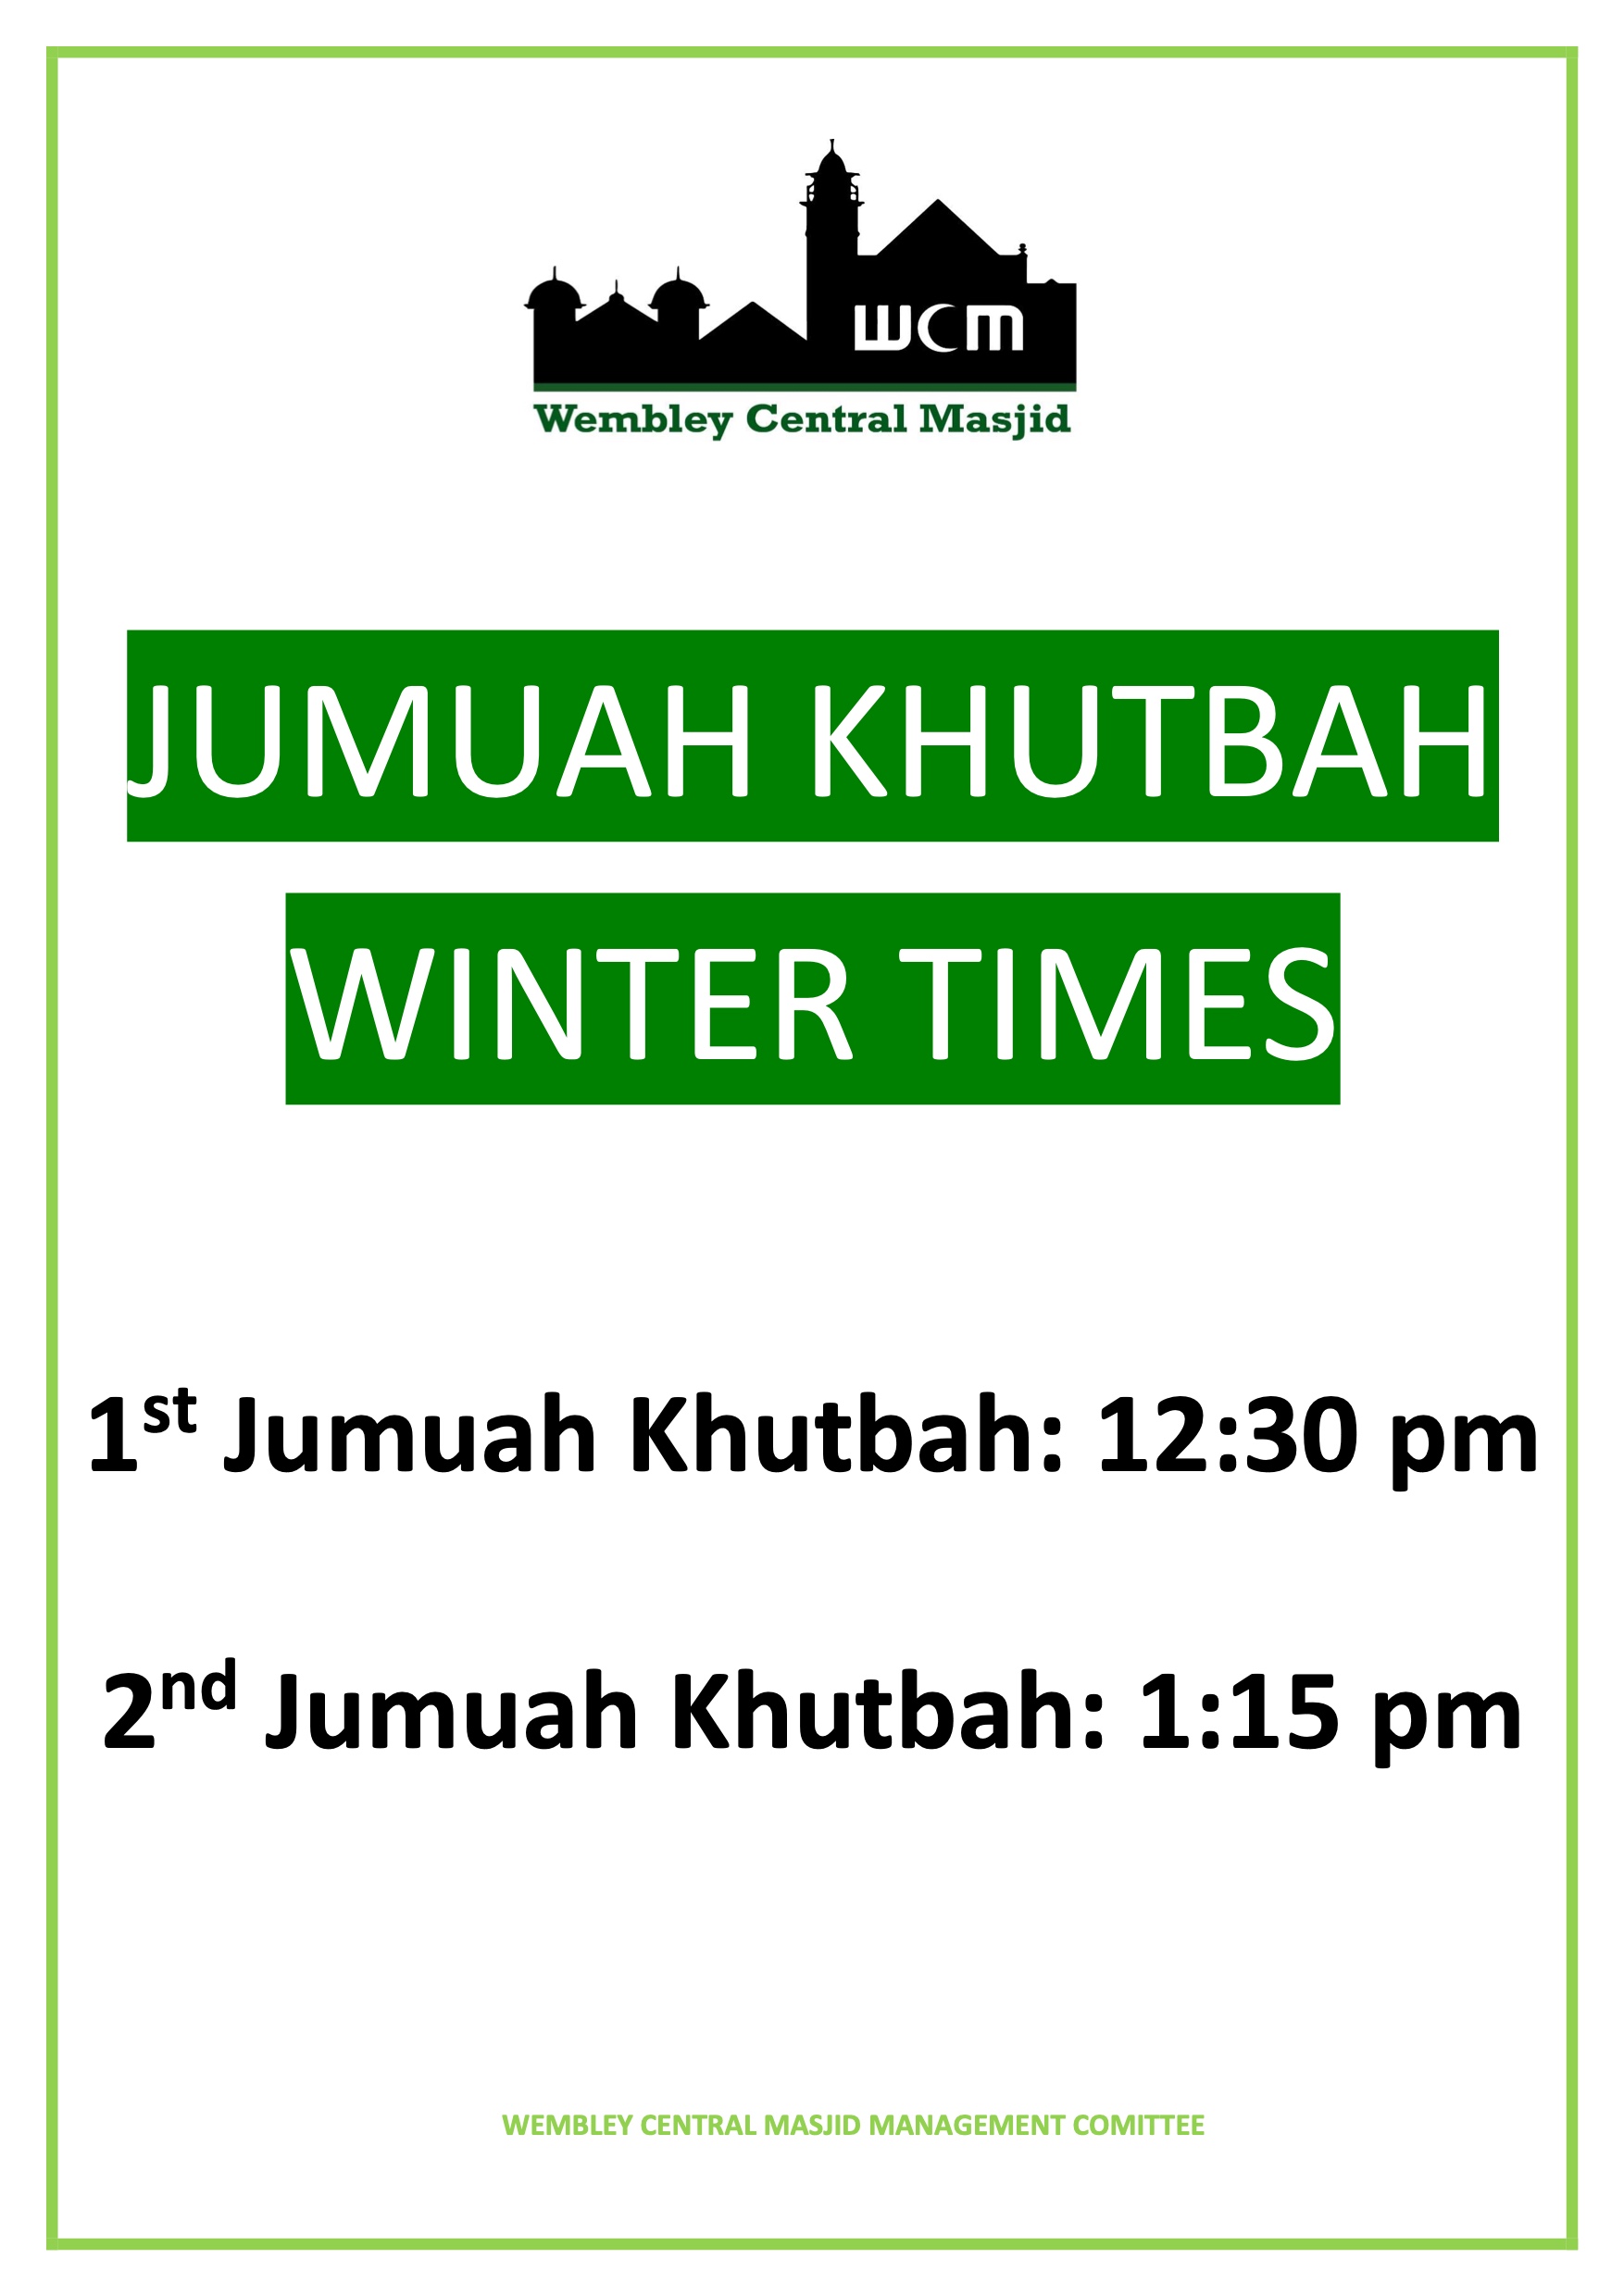 WCM
Wembley Central Masjid
JUMUAH KHUTBAH
WINTER TIMES
1st Jumuah Khutbah: 12:30 pm
2nd Jumuah Khutbah: 1:15 pm
WEMBLEY CENTRAL MASJID MANAGEMENT COMITTEE